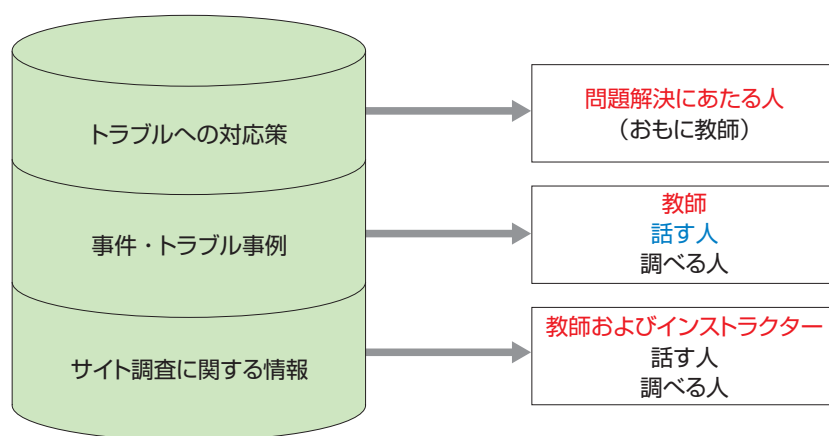 トラブルへの対応策
問題解決にあたる人
（おもに教師）
事件・トラブル事例
教師
話す人
調べる人
サイト調査に関する情報
教師およびインストラクター
話す人
調べる人